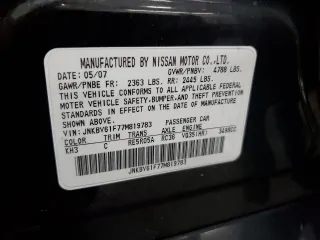 MANUFACTURED BY NISSAN MOTOR CO.,LTD.
DATE: 05/07 GVWR/PNBV: 4788 LBS.
GAWR/PNBE FR: 2363 LBS. RR: 2445 LBS.
THIS VEHICLE CONFORMS TO ALL APPLICABLE FEDERAL
MOTOR VEHICLE SAFETY,BUMPER,AND THEFT PREVENTION
STANDARDS IN EFFECT ON THE DATE OF MANUFACTURE
SHOWN ABOVE.
VIN: JNKBV61F77M819783 PASSENGER CAR
COLOR TRIM TRANS AXLE ENGINE
KH3 C RE5R05A RC36 VQ35(HR) 3498CC
JNKBV61F77M819783